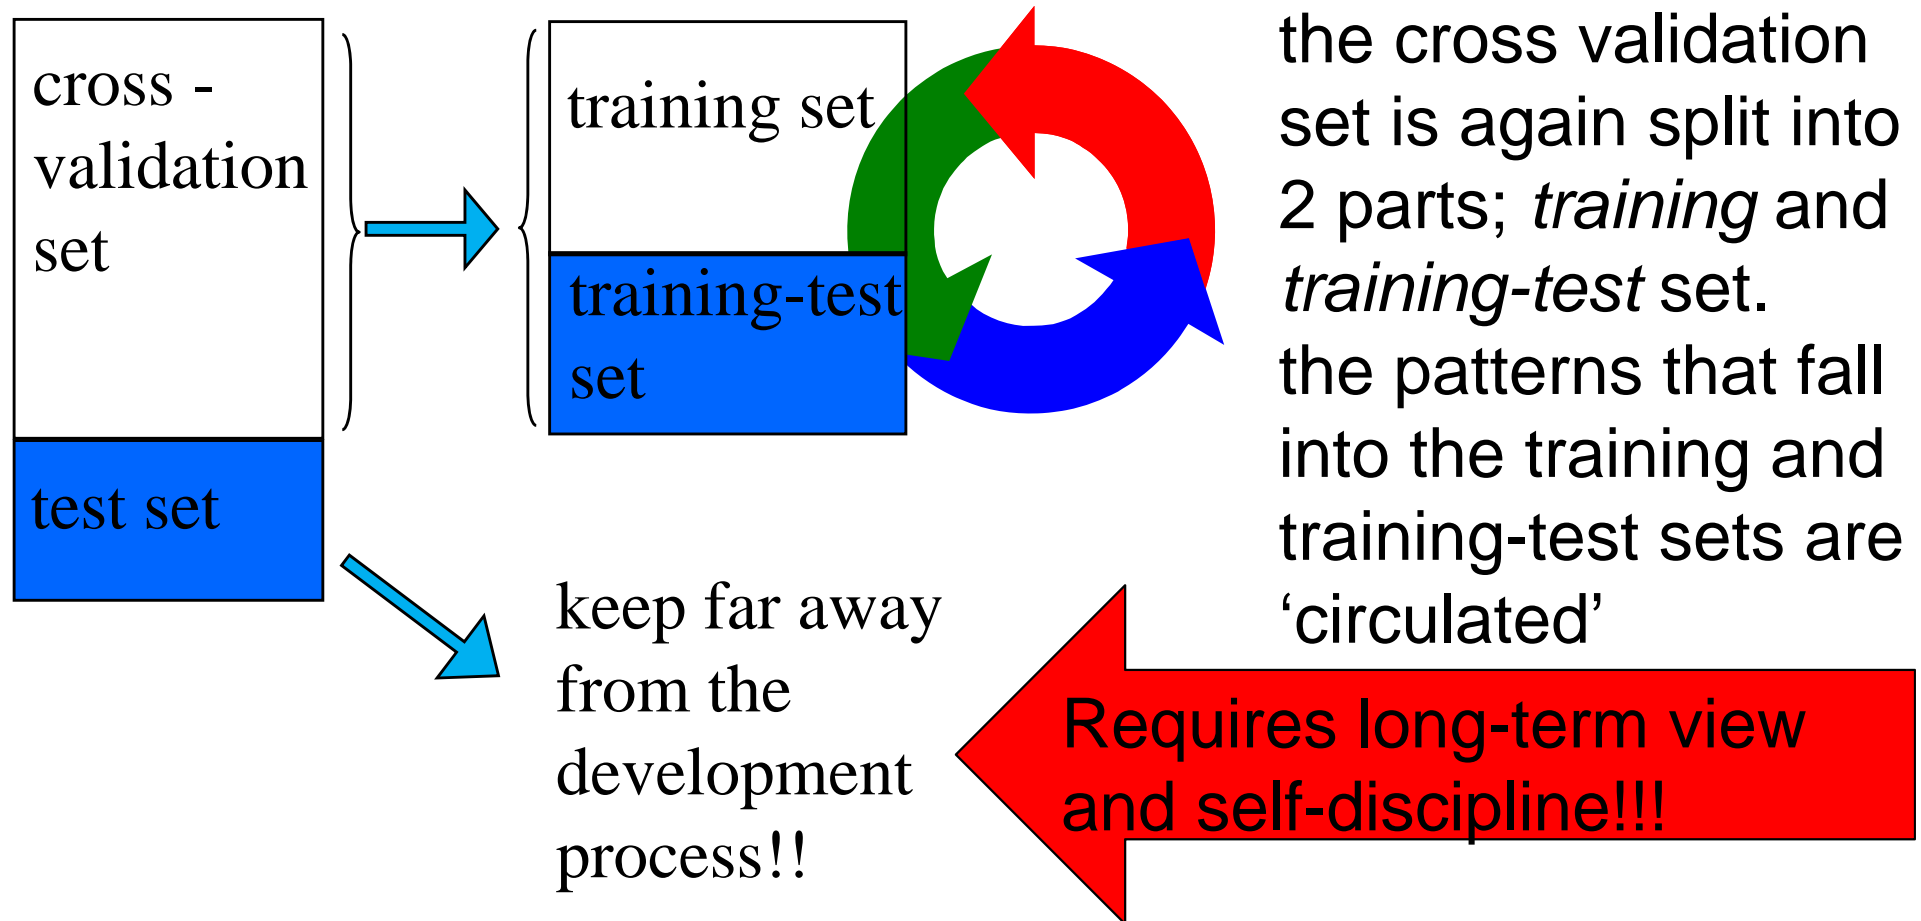 cross -
validation
set
test set
training set
training-test
set
the cross validation
set is again split into
2 parts; training and
training-test set.
the patterns that fall
into the training and
training-test sets are
‘circulated’
keep far away
from the
development
process!!
Requires long-term view
and self-discipline!!!